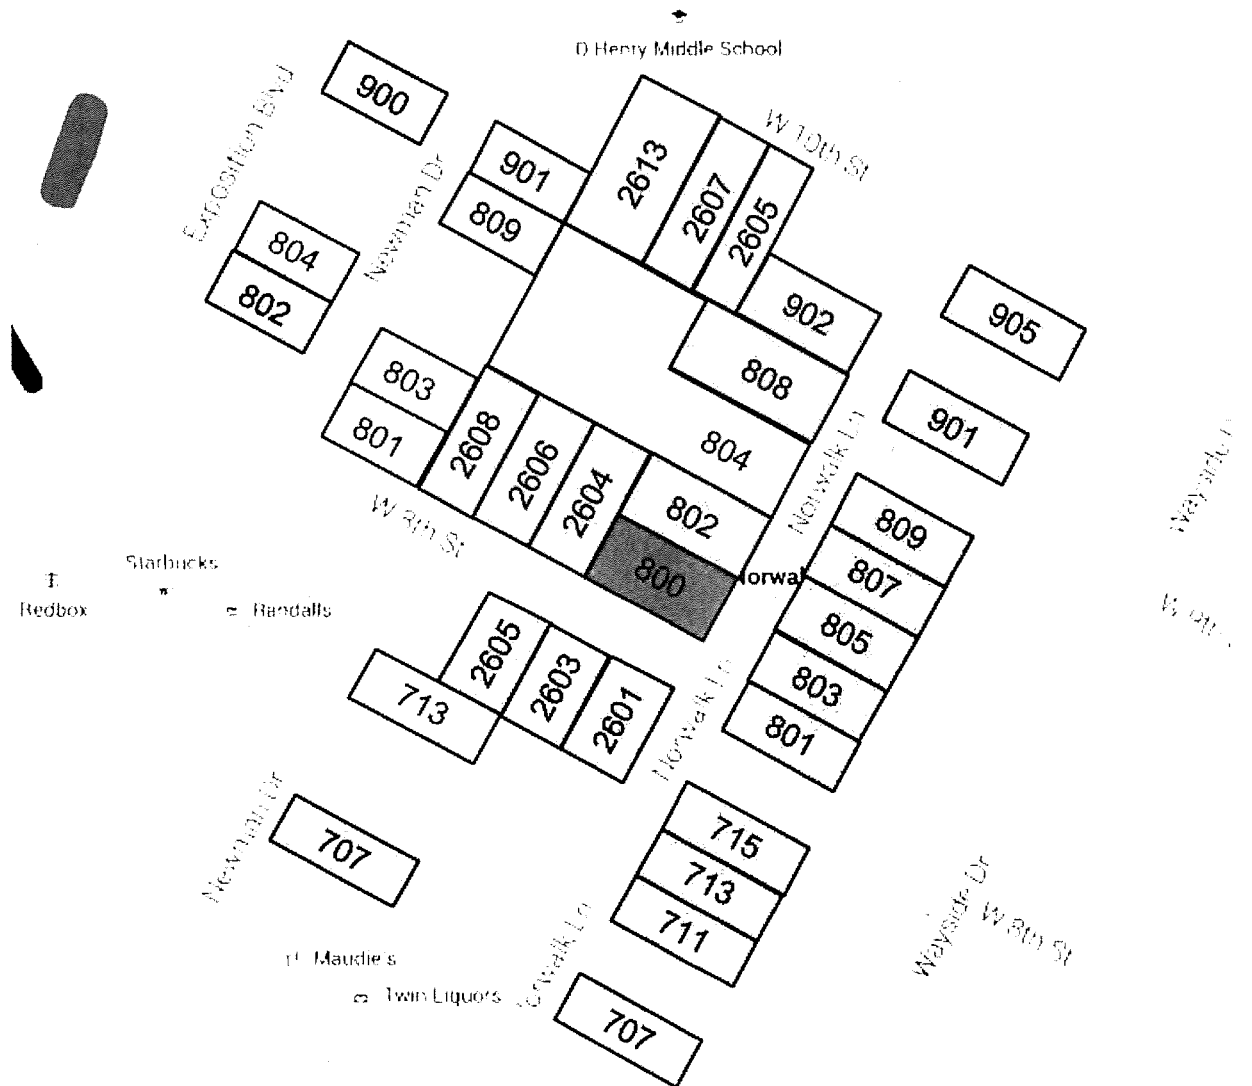 O Henry Middle School
900
Exposition Blvd
W 10th St
2613
901
2607
Newman Dr
809
2605
804
802
902
905
803
808
901
801
2608
804
Norwalk Ln
2606
2604
802
809
W 8th St
800
807
Starbucks
Redbox
Randalls
805
2605
803
713
2603
2601
Norwalk Ln
801
707
Newman Dr
715
713
711
Wayside Dr
W 8th St
Maudie's
Twin Liquors
707